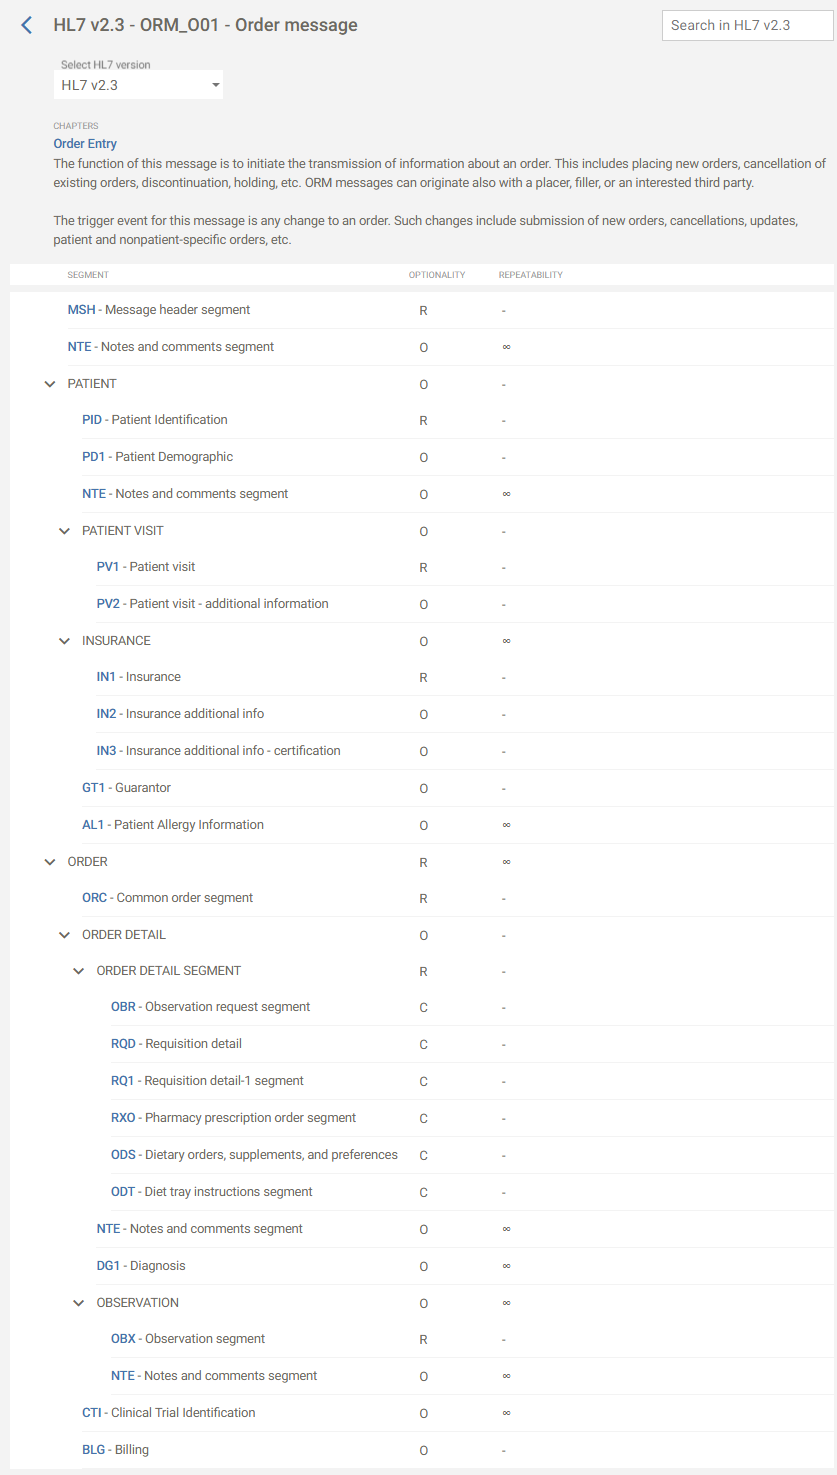 HL7 v2.3 - ORM_O01 - Order message
Search in HL7 v2.3
Select HL7 version
HL7 v2.3
CHAPTERS
Order Entry
The function of this message is to initiate the transmission of information about an order. This includes placing new orders, cancellation of
existing orders, discontinuation, holding, etc. ORM messages can originate also with a placer, filler, or an interested third party.
The trigger event for this message is any change to an order. Such changes include submission of new orders, cancellations, updates,
patient and nonpatient-specific orders, etc.
SEGMENT OPTIONALITY REPEATABILITY
MSH - Message header segment R -
NTE - Notes and comments segment O ∞
PATIENT O -
PID - Patient Identification R -
PD1 - Patient Demographic O -
NTE - Notes and comments segment O ∞
PATIENT VISIT O -
PV1 - Patient visit R -
PV2 - Patient visit - additional information O -
INSURANCE O ∞
IN1 - Insurance R -
IN2 - Insurance additional info O -
IN3 - Insurance additional info - certification O -
GT1 - Guarantor O -
AL1 - Patient Allergy Information O ∞
ORDER R ∞
ORC - Common order segment R -
ORDER DETAIL O -
ORDER DETAIL SEGMENT R -
OBR - Observation request segment C -
RQD - Requisition detail C -
RQ1 - Requisition detail-1 segment C -
RXO - Pharmacy prescription order segment C -
ODS - Dietary orders, supplements, and preferences C -
ODT - Diet tray instructions segment C -
NTE - Notes and comments segment O ∞
DG1 - Diagnosis O ∞
OBSERVATION O ∞
OBX - Observation segment R -
NTE - Notes and comments segment O ∞
CTI - Clinical Trial Identification O ∞
BLG - Billing O -